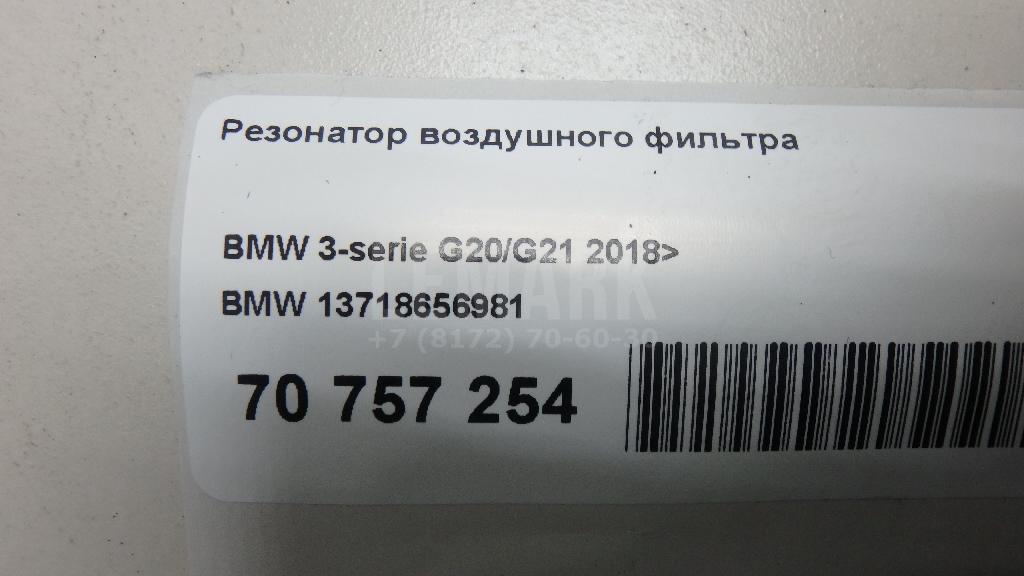 Резонатор воздушного фильтра
BMW 3-serie G20/G21 2018>
BMW 13718656981
LEMARK
+7 (8172) 70-60-30
70 757 254